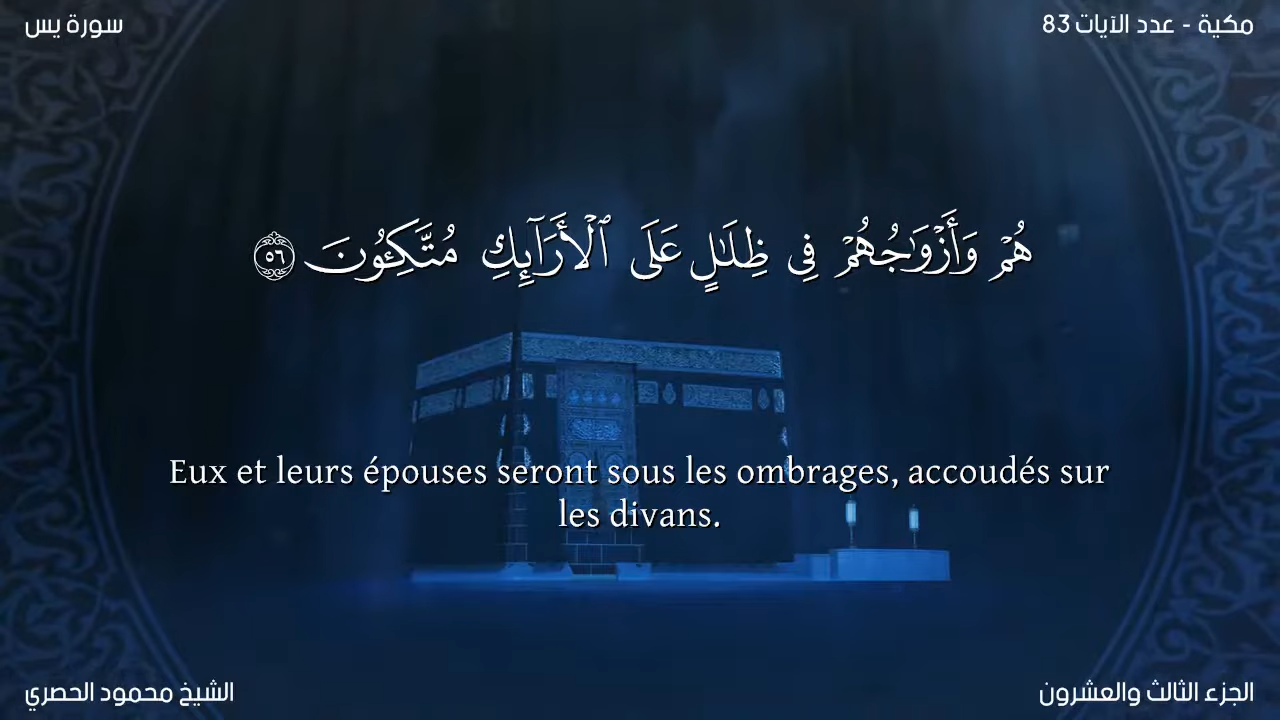 سورة يس
مكية - عدد الآيات 83
هُمْ وَأَزْوَٰجُهُمْ فِى ظِلَـٰلٍ عَلَى ٱلْأَرَآئِكِ مُتَّكِـُٔونَ ٥٦
Eux et leurs épouses seront sous les ombrages, accoudés sur
les divans.
الشيخ محمود الحصري
الجزء الثالث والعشرون